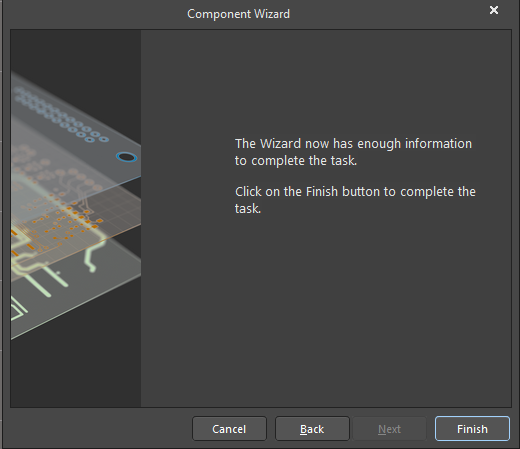 Component Wizard
The Wizard now has enough information
to complete the task.
Click on the Finish button to complete the
task.
Cancel
Back
Next
Finish